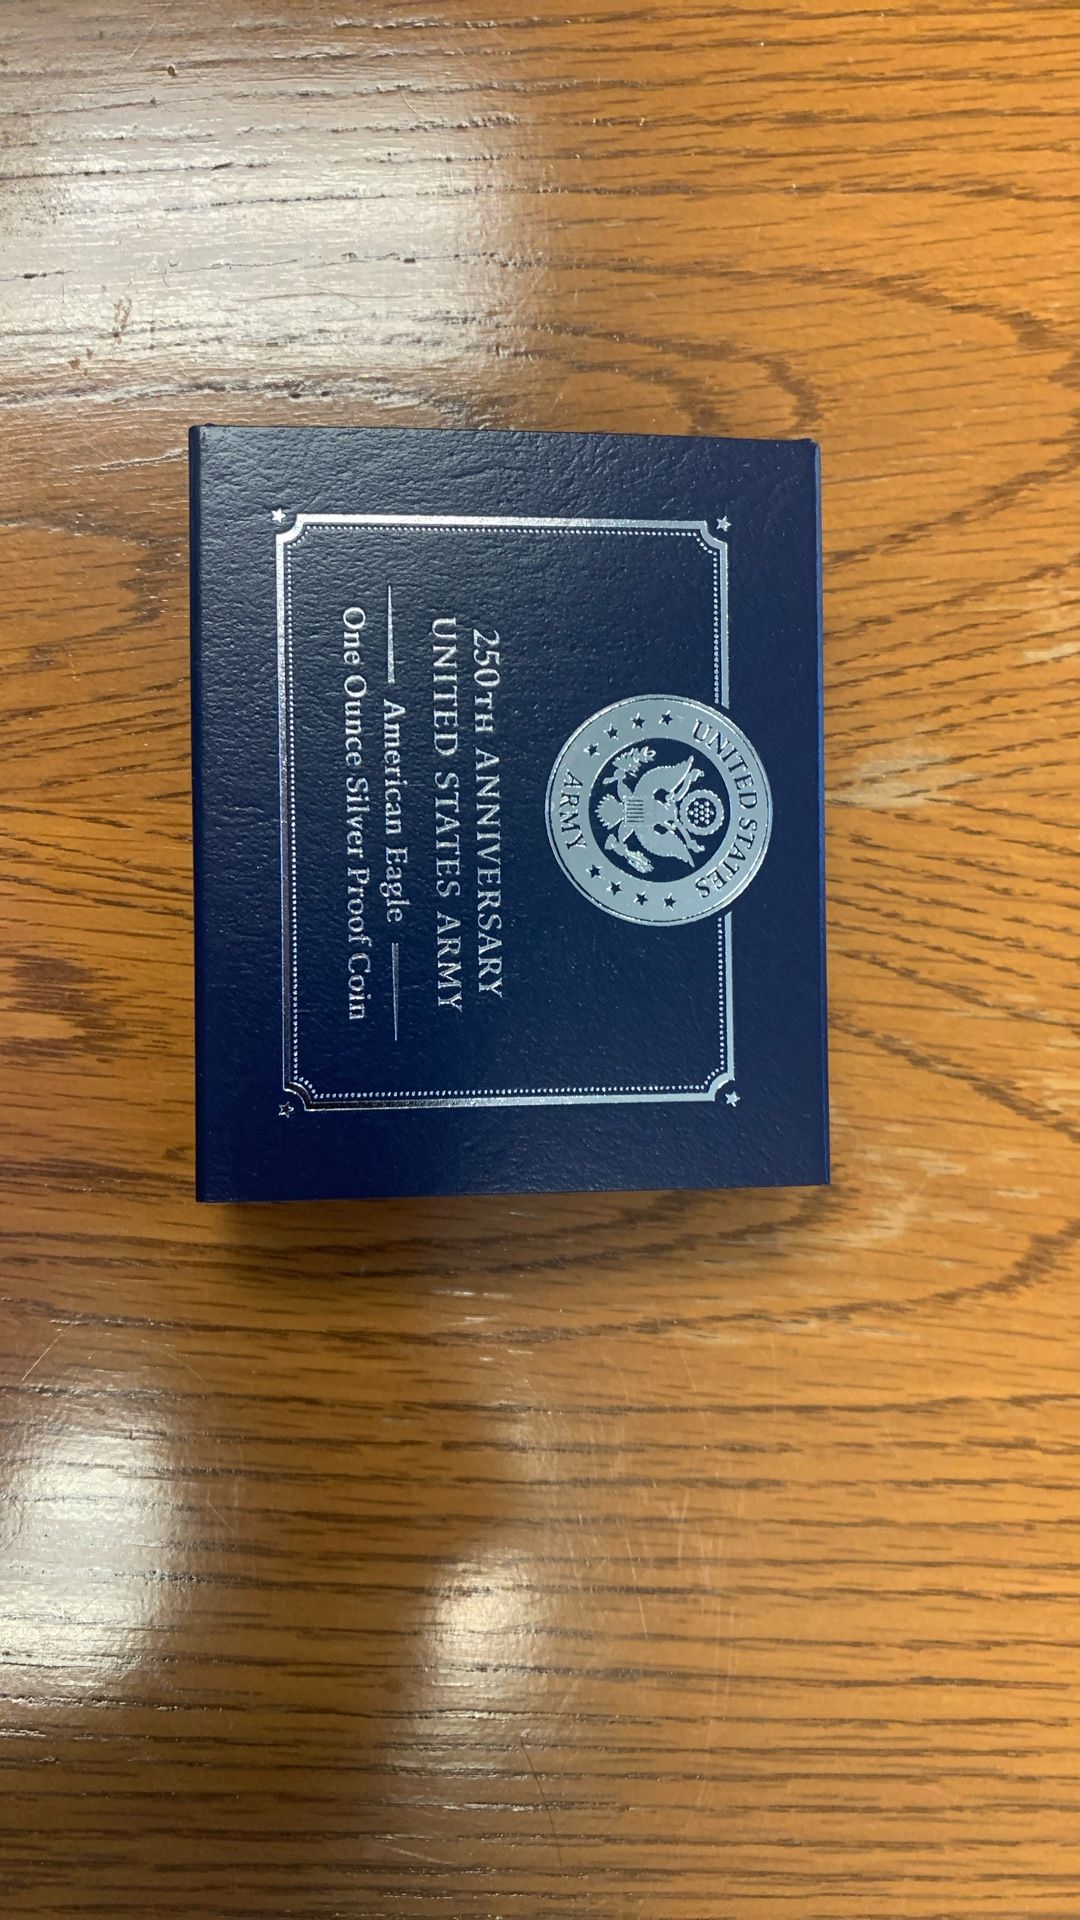 UNITED STATES
ARMY
250TH ANNIVERSARY
UNITED STATES ARMY
American Eagle
One Ounce Silver Proof Coin